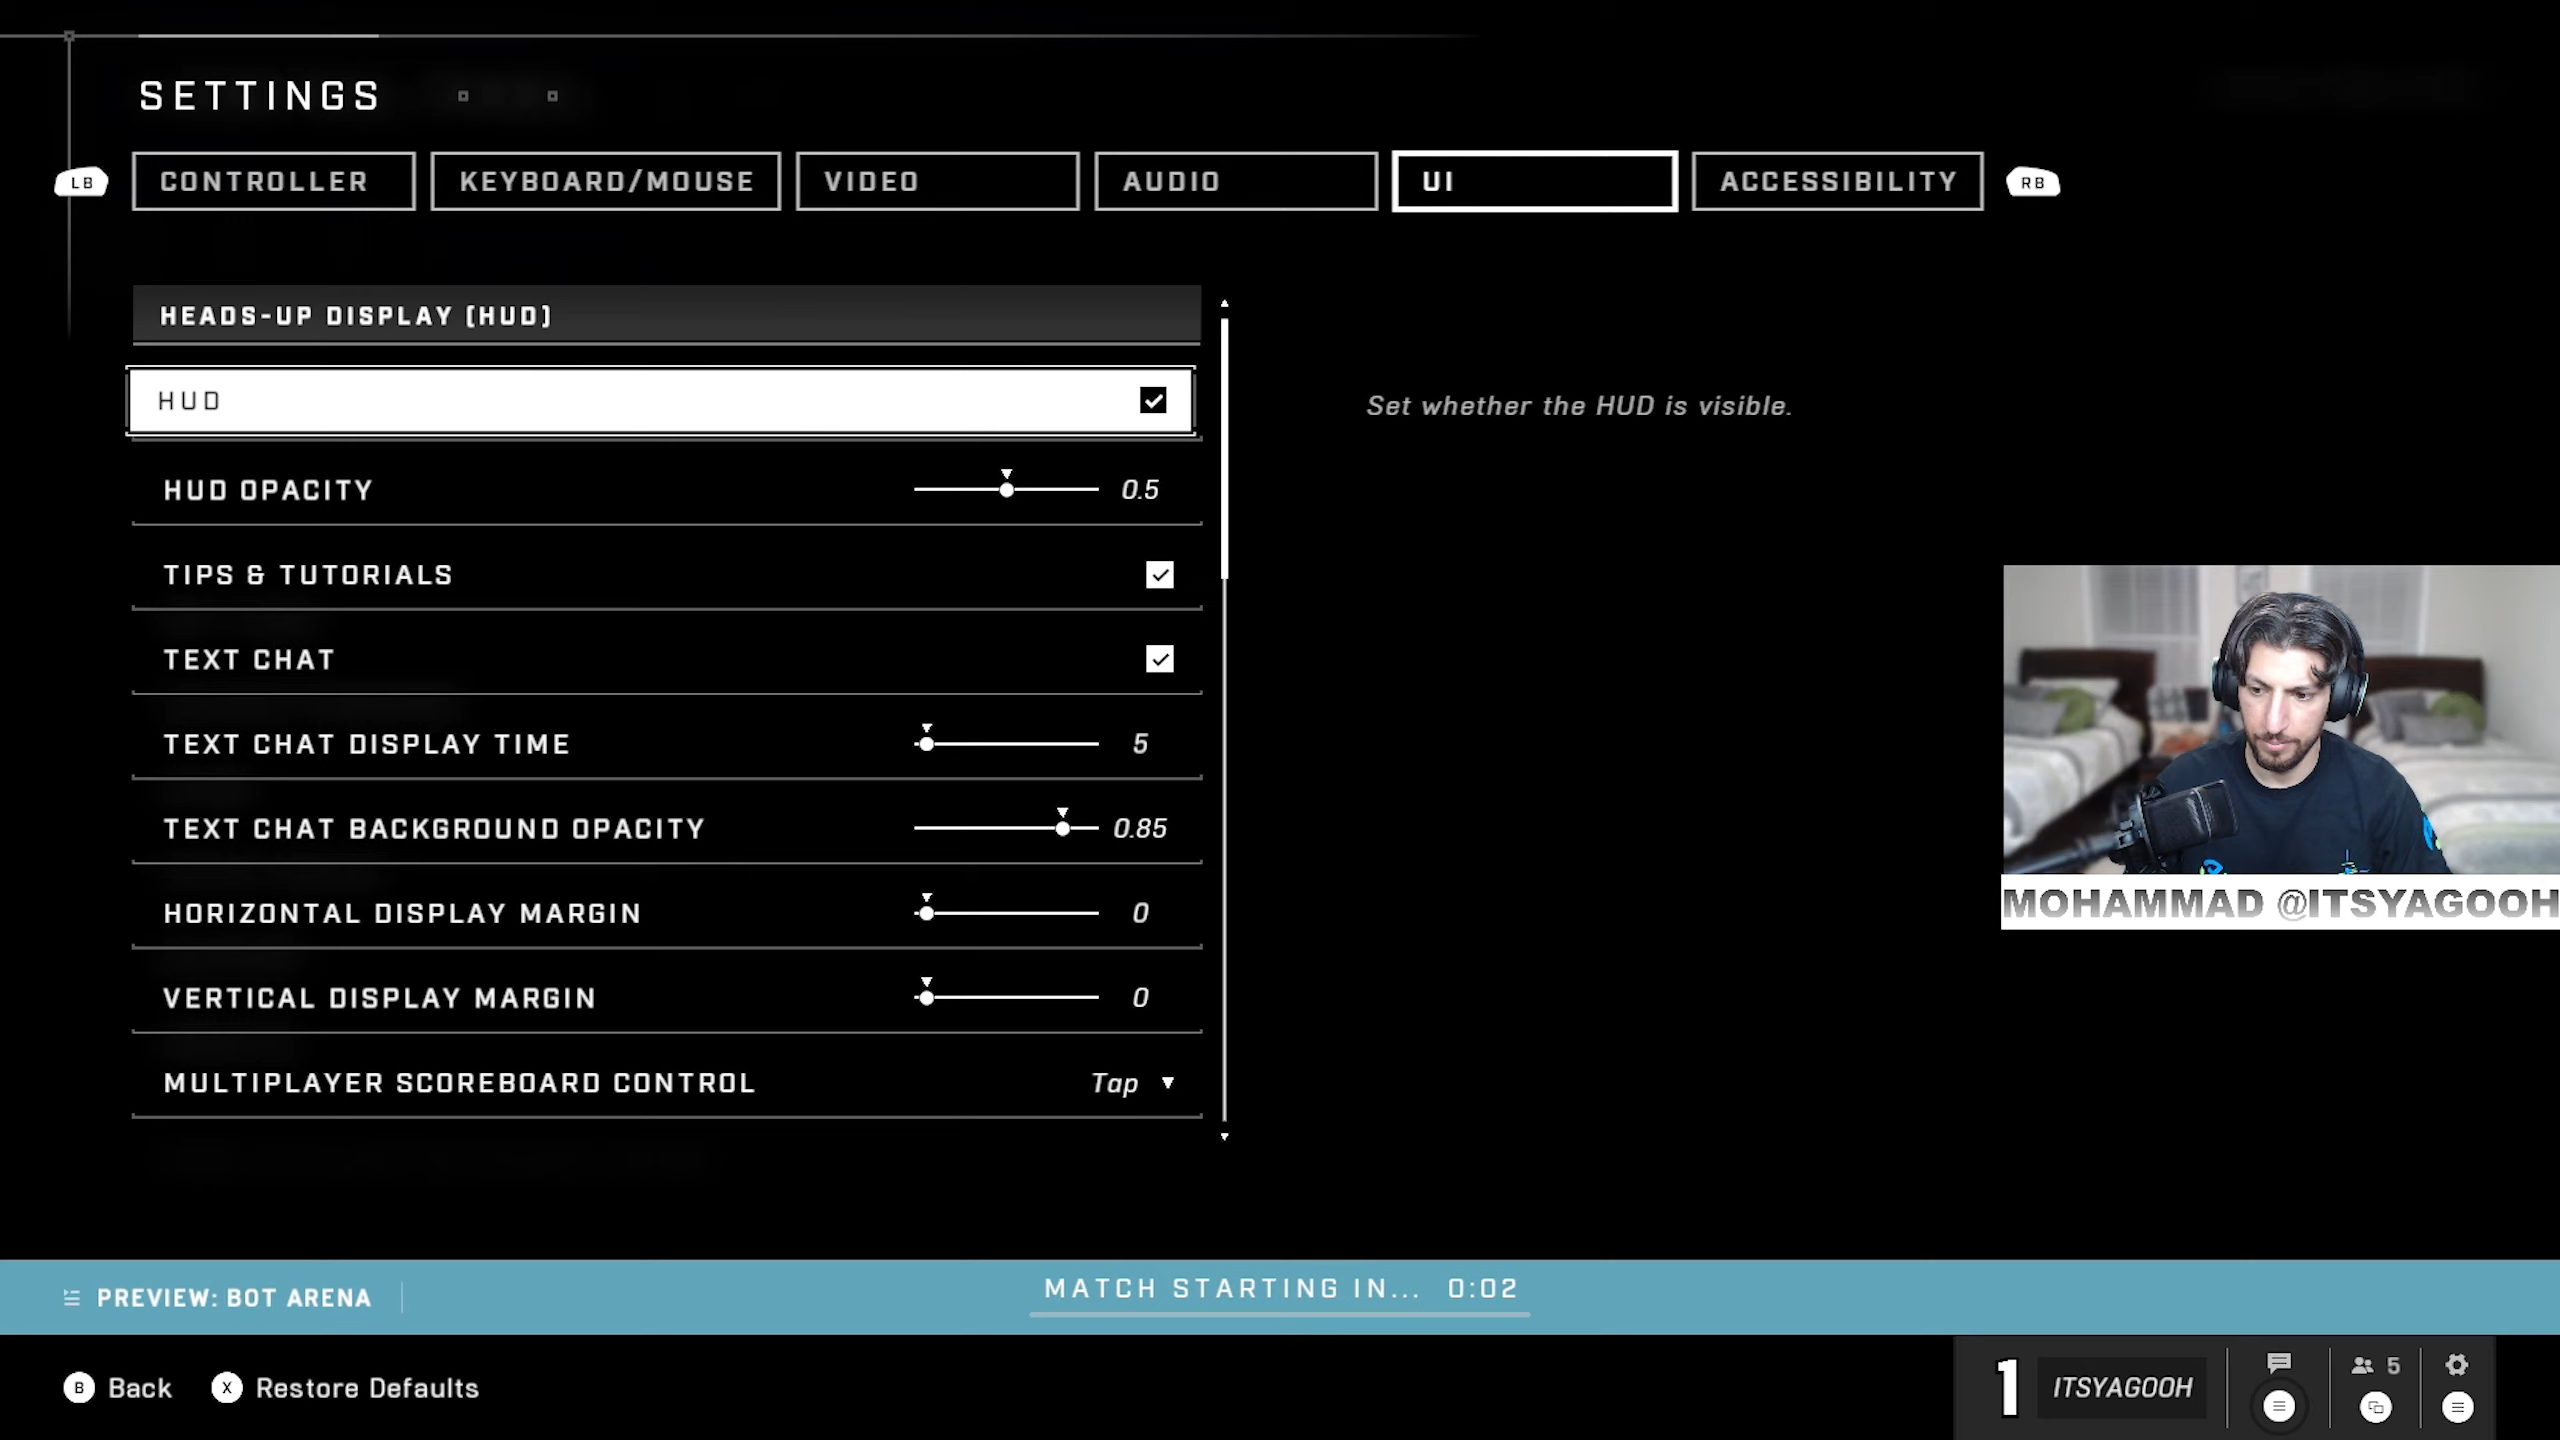 SETTINGS
LB CONTROLLER KEYBOARD/MOUSE VIDEO AUDIO UI ACCESSIBILITY RB
HEADS-UP DISPLAY (HUD)
HUD
Set whether the HUD is visible.
HUD OPACITY 0.5
TIPS & TUTORIALS
TEXT CHAT
TEXT CHAT DISPLAY TIME 5
TEXT CHAT BACKGROUND OPACITY 0.85
HORIZONTAL DISPLAY MARGIN 0
MOHAMMAD @ITSYAGOOH
VERTICAL DISPLAY MARGIN 0
MULTIPLAYER SCOREBOARD CONTROL Tap
PREVIEW: BOT ARENA
MATCH STARTING IN... 0:02
B Back X Restore Defaults
1 ITSYAGOOH 5